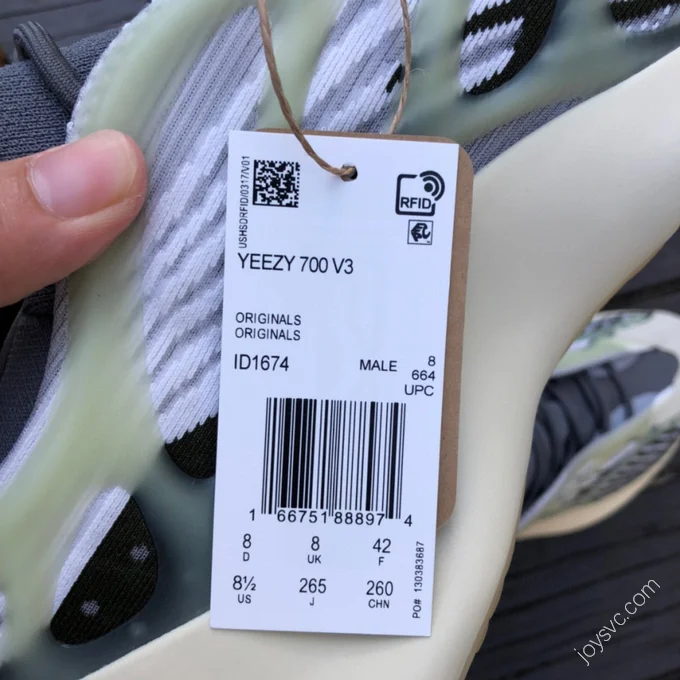 USHSDRFID/0317/V01
RFID
YEEZY 700 V3
ORIGINALS
ORIGINALS
ID1674 MALE 8
664
UPC
1 66751 88897 4
8 8 42
D UK F
8½ 265 260
US J CHN
PO# 130383687
joysvc.com